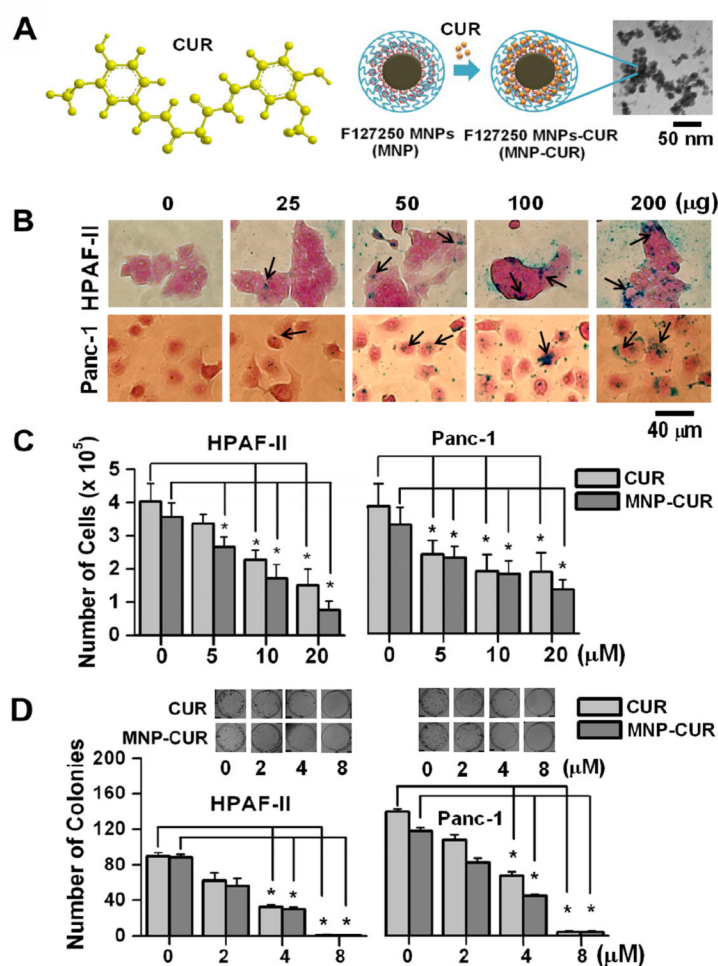 A
CUR
CUR
F127250 MNPs
(MNP)
F127250 MNPs-CUR
(MNP-CUR)
50 nm
B
0 25 50 100 200 (µg)
HPAF-II
Panc-1
40 µm
C
HPAF-II
Panc-1
CUR
MNP-CUR
Number of Cells (x 10⁵)
5
4
3
2
1
0
* * * * *
* * * * * *
0 5 10 20
0 5 10 20 (µM)
D
CUR
MNP-CUR
0 2 4 8
0 2 4 8 (µM)
CUR
MNP-CUR
HPAF-II
Panc-1
Number of Colonies
200
160
120
80
40
0
* * * *
* * * *
0 2 4 8
0 2 4 8 (µM)